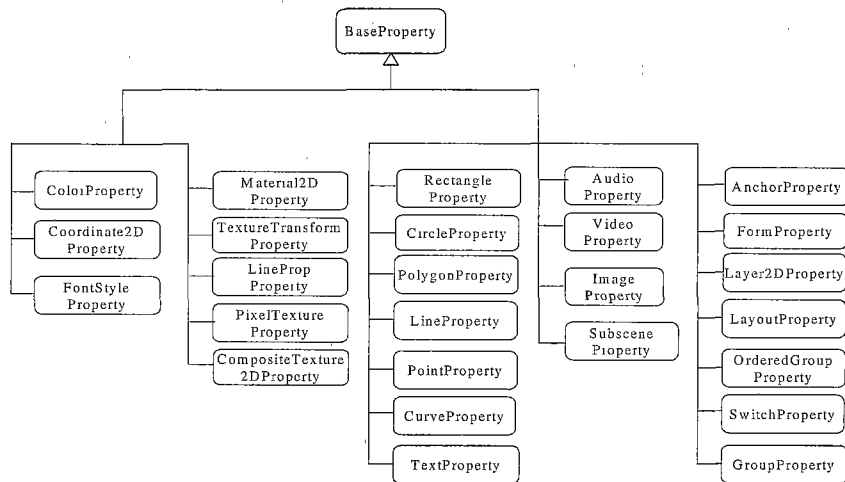 BaseProperty
ColorProperty
Coordinate2D
Property
FontStyle
Property
Material2D
Property
TextureTransform
Property
LineProp
Property
PixelTexture
Property
CompositeTexture
2DProperty
Rectangle
Property
CircleProperty
PolygonProperty
LineProperty
PointProperty
CurveProperty
TextProperty
Audio
Property
Video
Property
Image
Property
Subscene
Property
AnchorProperty
FormProperty
Layer2DProperty
LayoutProperty
OrderedGroup
Property
SwitchProperty
GroupProperty